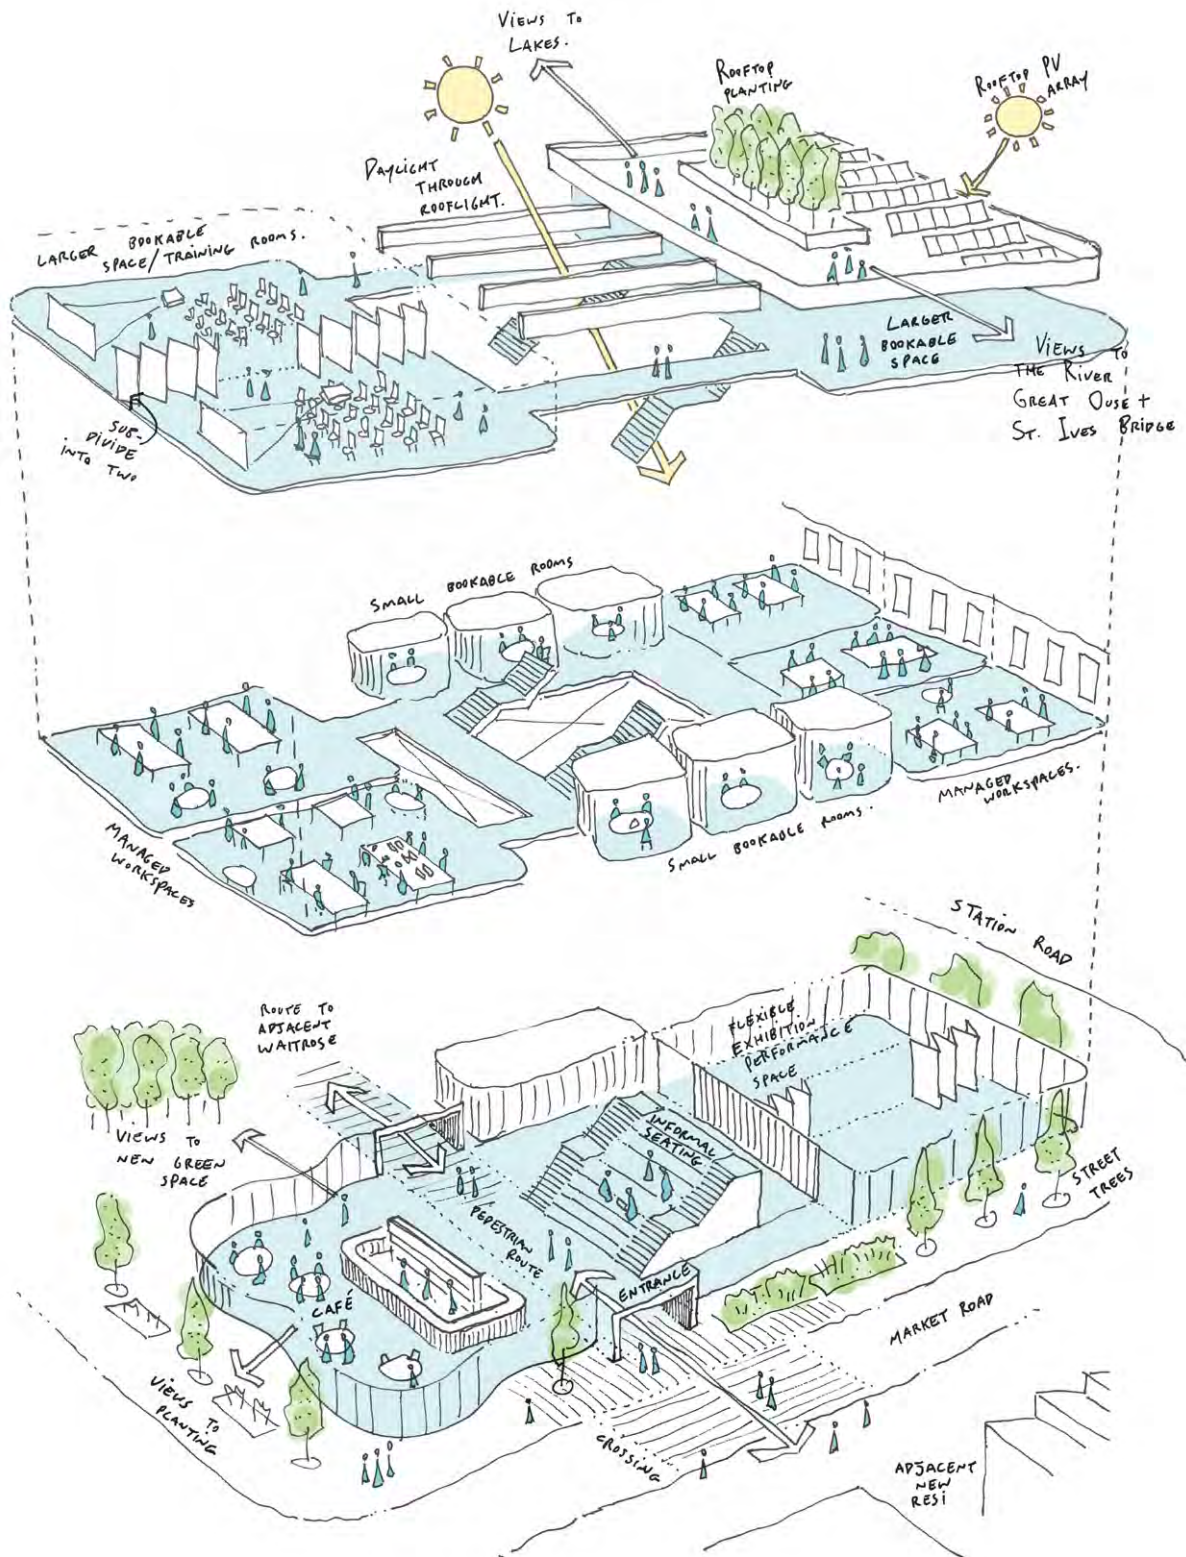 VIEWS TO
LAKES.
ROOFTOP
PLANTING
ROOFTOP PV
ARRAY
DAYLIGHT
THROUGH
ROOFLIGHT.
LARGER BOOKABLE
SPACE/TRAINING ROOMS.
LARGER
BOOKABLE
SPACE
VIEWS TO
THE RIVER
GREAT OUSE +
ST. IVES BRIDGE
SUB-
DIVIDE
INTO TWO
SMALL BOOKABLE ROOMS
MANAGED
WORKSPACES.
SMALL BOOKABLE ROOMS.
MANAGED
WORKSPACES
STATION ROAD
ROUTE TO
ADJACENT
WAITROSE
FLEXIBLE
EXHIBITION
PERFORMANCE
SPACE
VIEWS TO
NEW GREEN
SPACE
INFORMAL
SEATING
STREET
TREES
PEDESTRIAN
ROUTE
ENTRANCE
CAFÉ
MARKET ROAD
VIEWS TO
PLANTING
CROSSING
ADJACENT
NEW
RESI